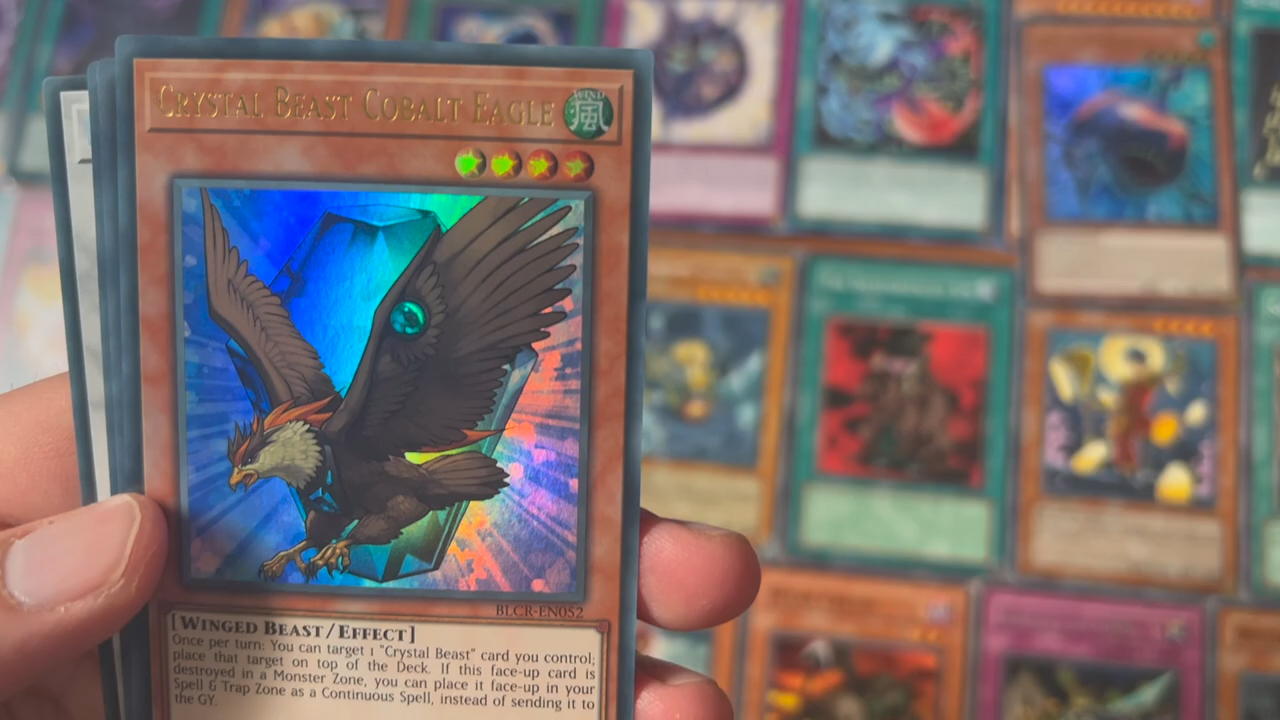 Crystal Beast Cobalt Eagle
WIND
風
BLCR-EN052
[Winged Beast/Effect]
Once per turn: You can target 1 "Crystal Beast" card you control;
place that target on top of the Deck. If this face-up card is
destroyed in a Monster Zone, you can place it face-up in your
Spell & Trap Zone as a Continuous Spell, instead of sending it to
the GY.